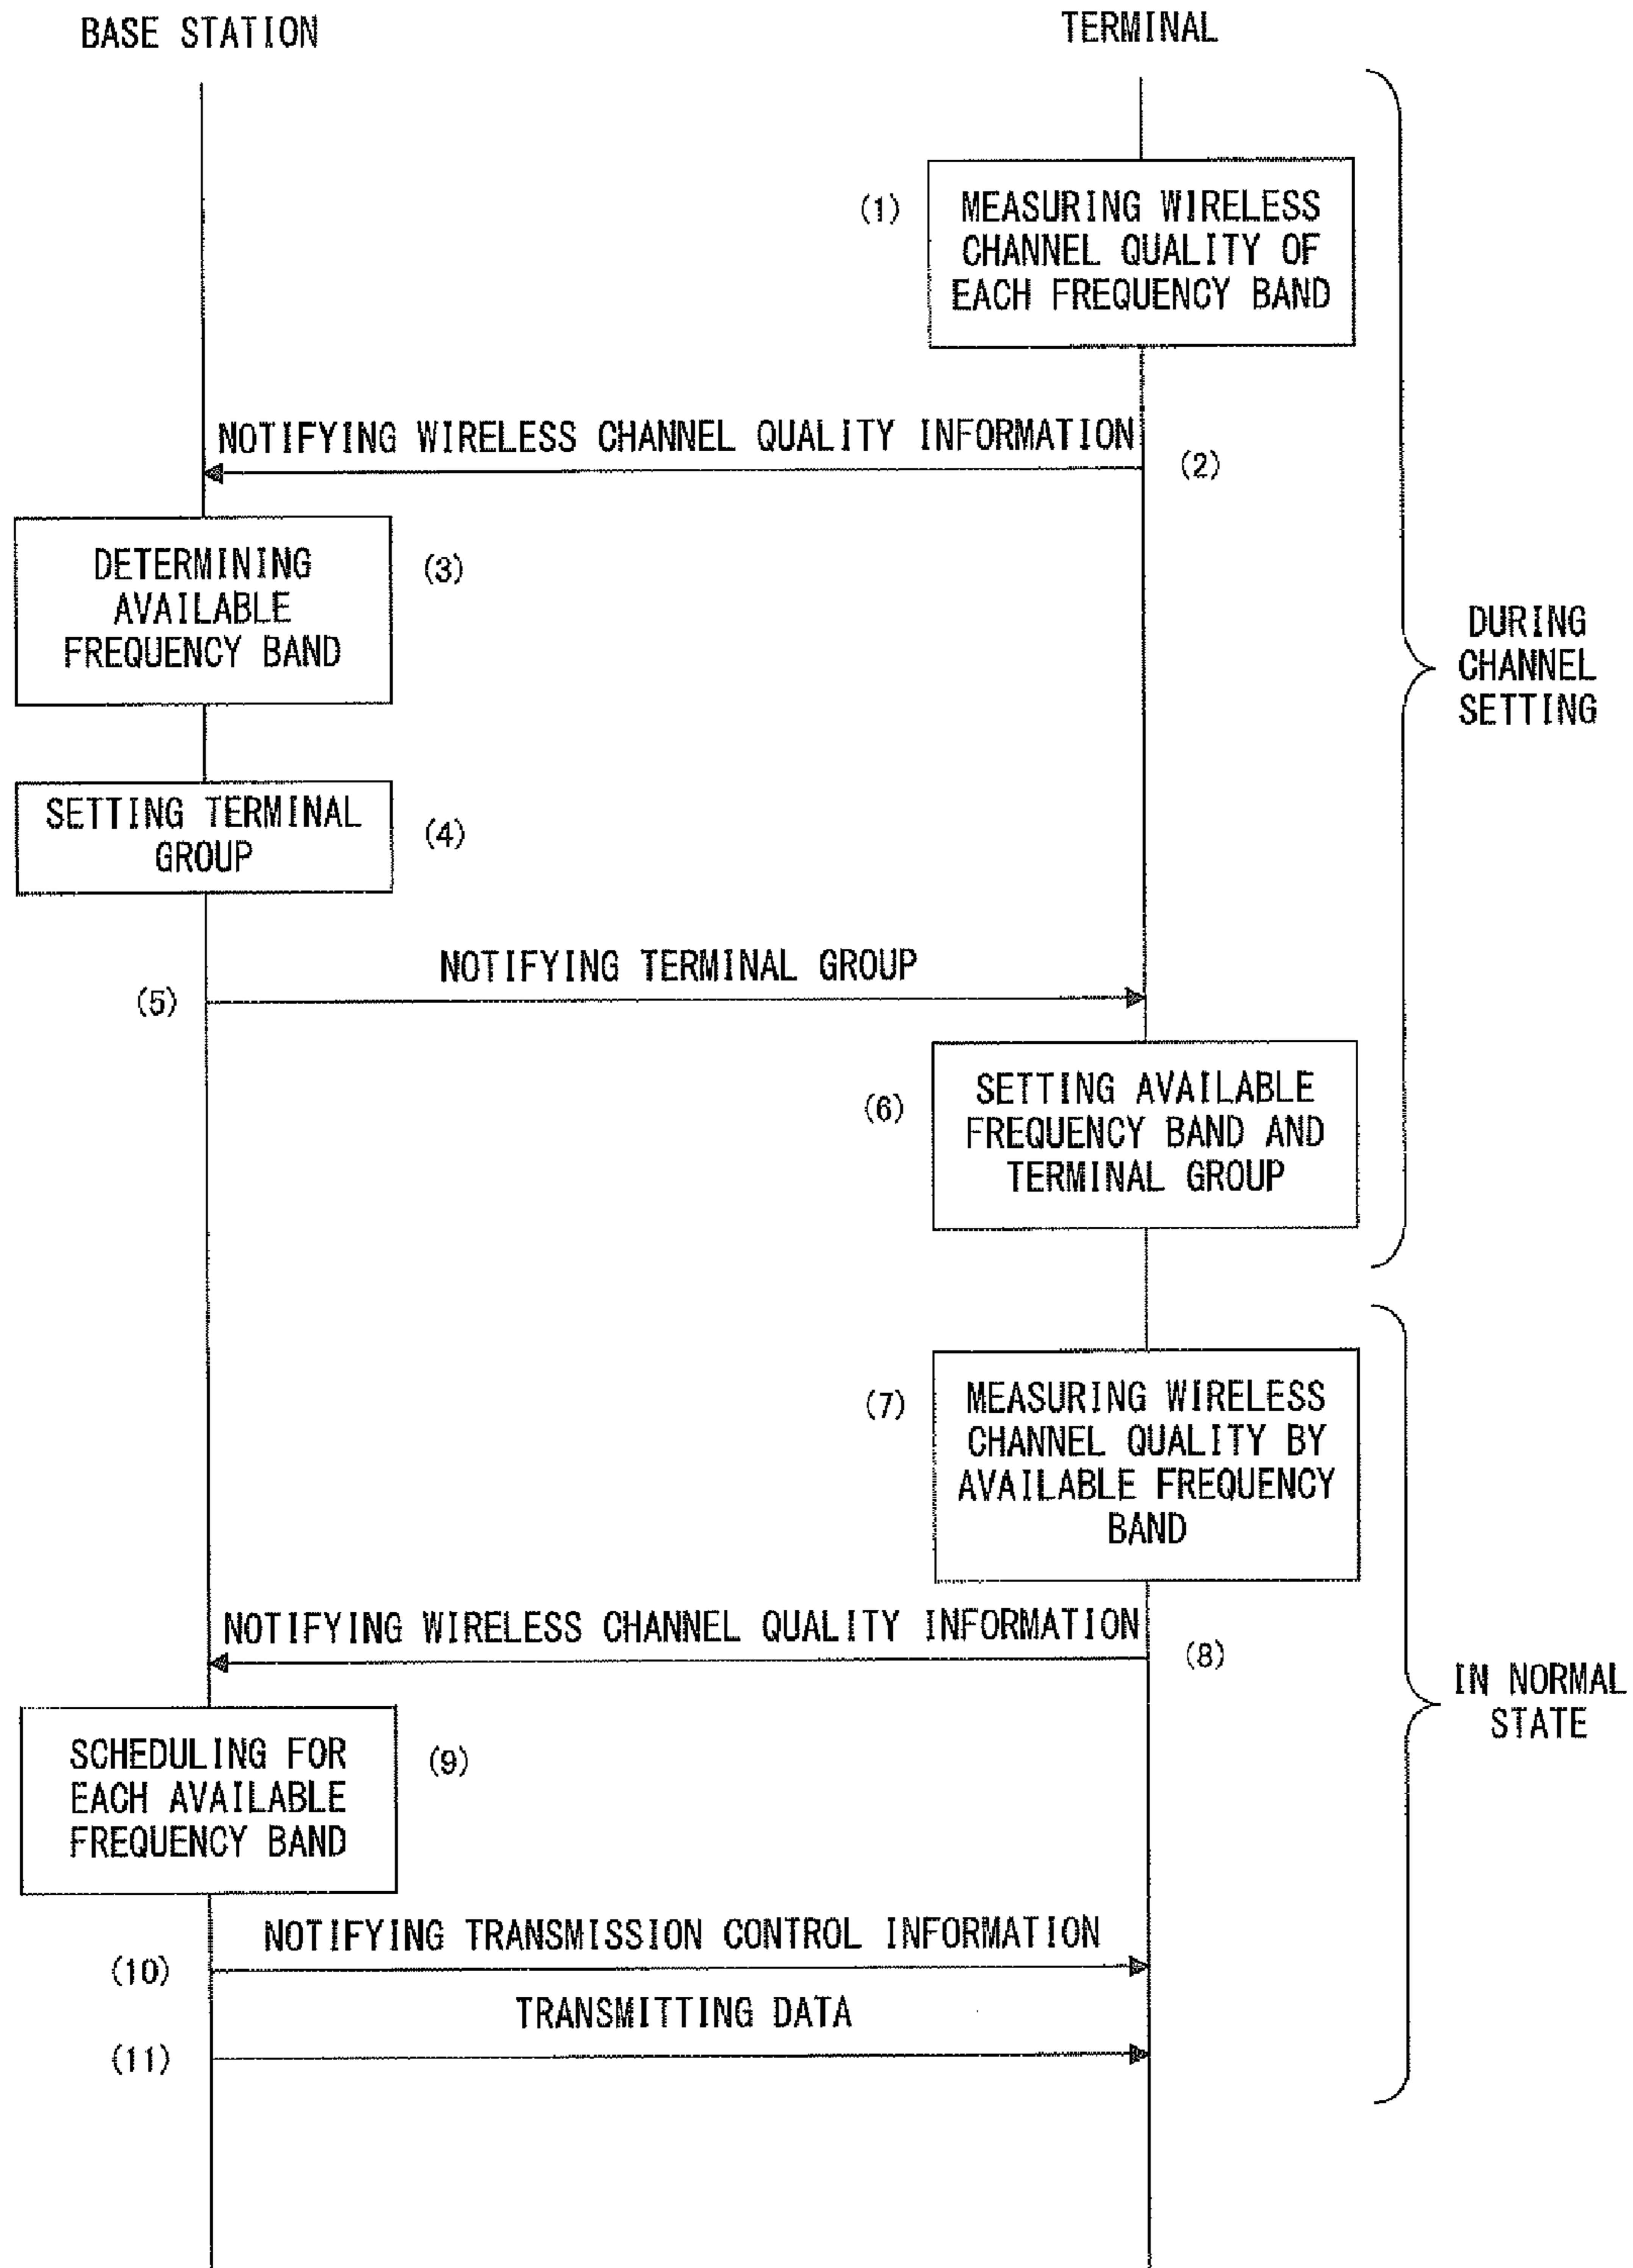 BASE STATION
TERMINAL
(1)
MEASURING WIRELESS
CHANNEL QUALITY OF
EACH FREQUENCY BAND
NOTIFYING WIRELESS CHANNEL QUALITY INFORMATION
(2)
DETERMINING
AVAILABLE
FREQUENCY BAND
(3)
DURING
CHANNEL
SETTING
SETTING TERMINAL
GROUP
(4)
NOTIFYING TERMINAL GROUP
(5)
(6)
SETTING AVAILABLE
FREQUENCY BAND AND
TERMINAL GROUP
(7)
MEASURING WIRELESS
CHANNEL QUALITY BY
AVAILABLE FREQUENCY
BAND
NOTIFYING WIRELESS CHANNEL QUALITY INFORMATION
(8)
IN NORMAL
STATE
SCHEDULING FOR
EACH AVAILABLE
FREQUENCY BAND
(9)
NOTIFYING TRANSMISSION CONTROL INFORMATION
(10)
TRANSMITTING DATA
(11)